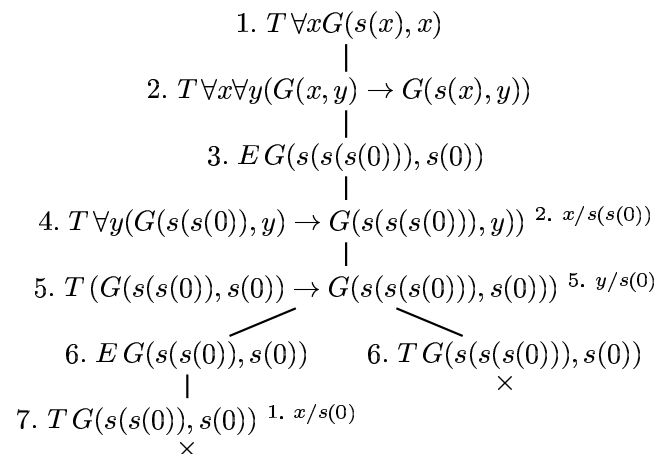 1. T ∀xG(s(x), x)
2. T ∀x∀y(G(x, y) → G(s(x), y))
3. E G(s(s(s(0))), s(0))
4. T ∀y(G(s(s(0)), y) → G(s(s(s(0))), y)) 2. x/s(s(0))
5. T (G(s(s(0)), s(0)) → G(s(s(s(0))), s(0))) 5. y/s(0)
6. E G(s(s(0)), s(0)) 6. T G(s(s(s(0))), s(0))
×
7. T G(s(s(0)), s(0)) 1. x/s(0)
×